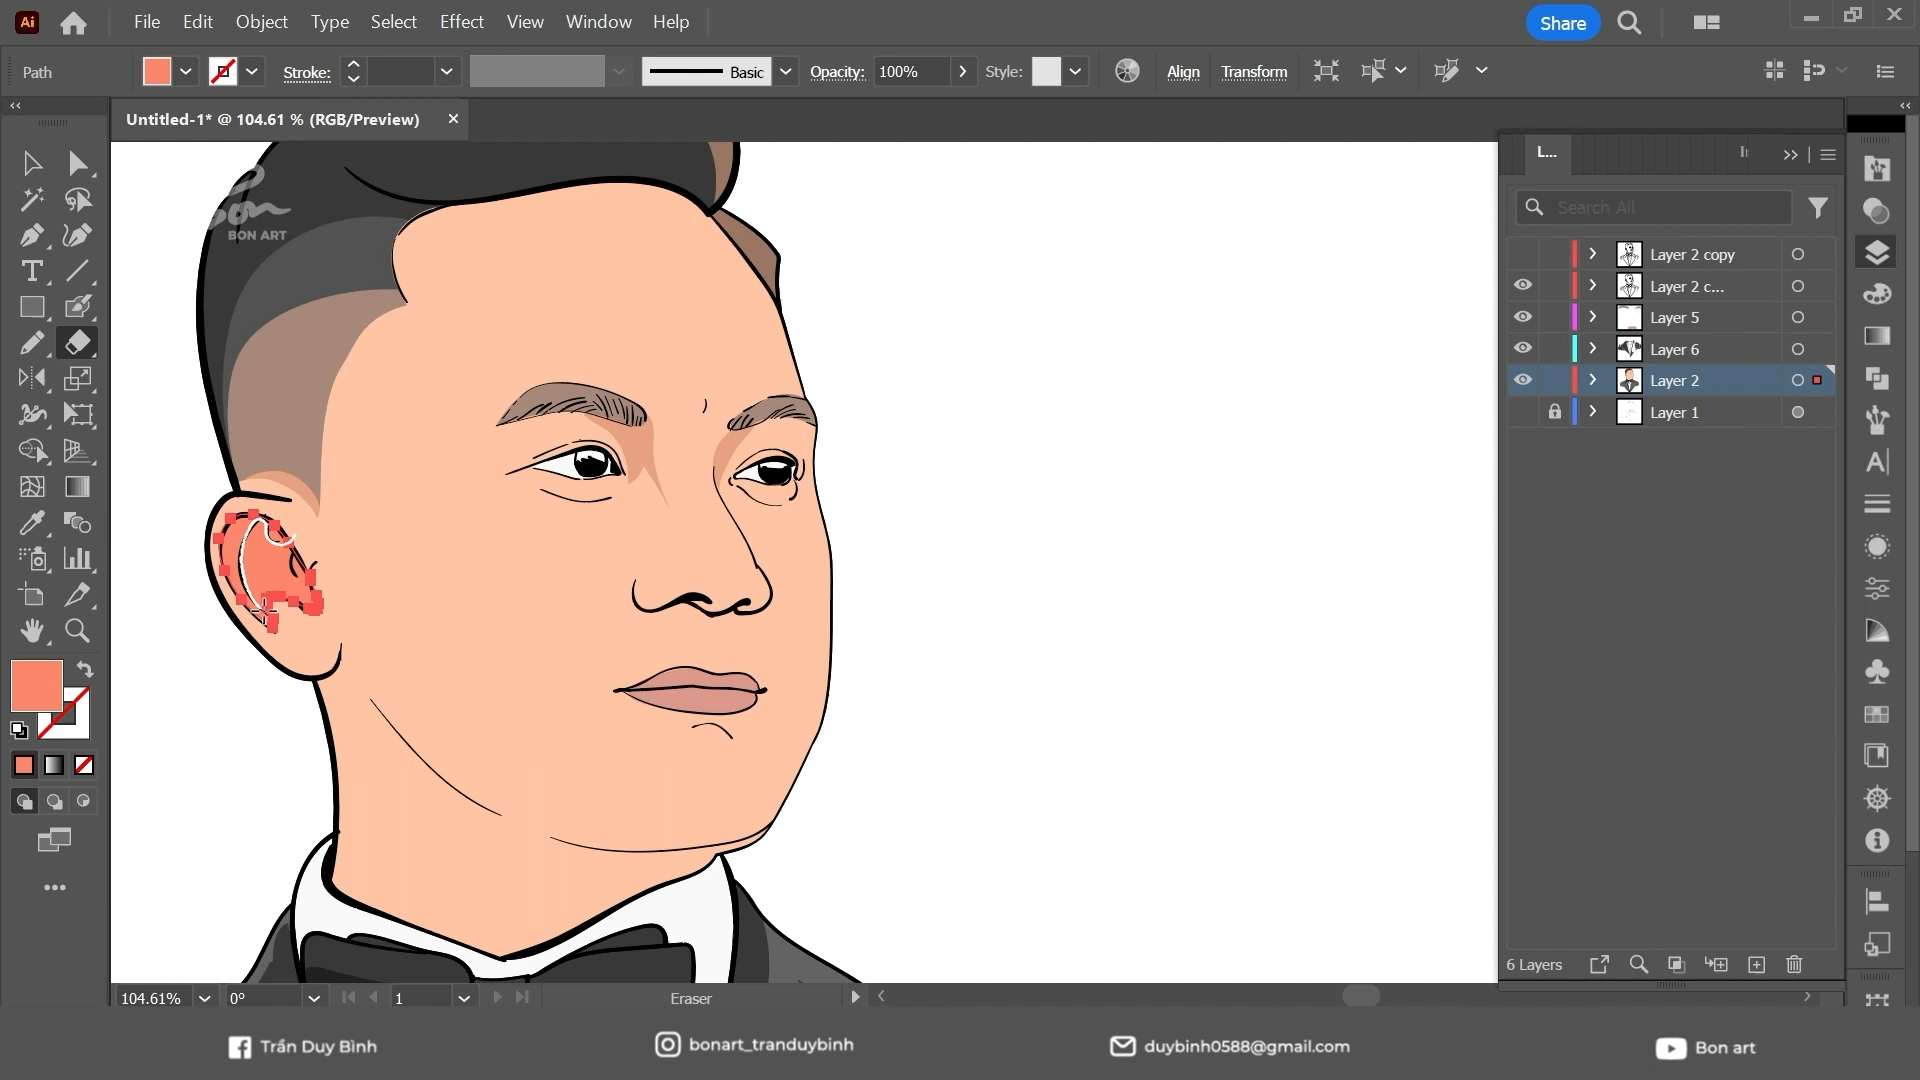 Ai File Edit Object Type Select Effect View Window Help Share
Path Stroke: Basic Opacity: 100% Style: Align Transform
Untitled-1* @ 104.61 % (RGB/Preview)
L...
Search All
Bon
BON ART
Layer 2 copy
Layer 2 c...
Layer 5
Layer 6
Layer 2
Layer 1
6 Layers
104.61% 0° 1 Eraser
Trần Duy Bình bonart_tranduybinh duybinh0588@gmail.com Bon art